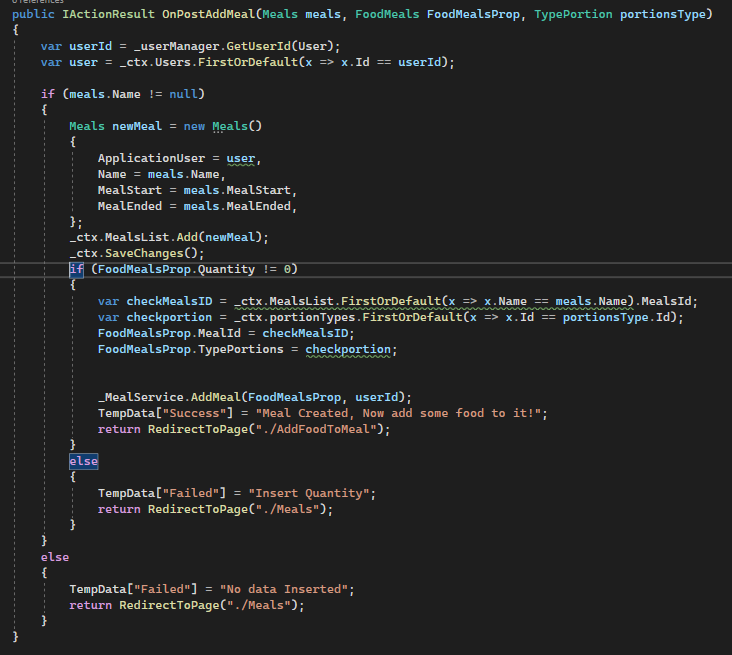 0 references
public IActionResult OnPostAddMeal(Meals meals, FoodMeals FoodMealsProp, TypePortion portionsType)
{
    var userId = _userManager.GetUserId(User);
    var user = _ctx.Users.FirstOrDefault(x => x.Id == userId);

    if (meals.Name != null)
    {
        Meals newMeal = new Meals()
        {
            ApplicationUser = user,
            Name = meals.Name,
            MealStart = meals.MealStart,
            MealEnded = meals.MealEnded,
        };
        _ctx.MealsList.Add(newMeal);
        _ctx.SaveChanges();
        if (FoodMealsProp.Quantity != 0)
        {
            var checkMealsID = _ctx.MealsList.FirstOrDefault(x => x.Name == meals.Name).MealsId;
            var checkportion = _ctx.portionTypes.FirstOrDefault(x => x.Id == portionsType.Id);
            FoodMealsProp.MealId = checkMealsID;
            FoodMealsProp.TypePortions = checkportion;


            _MealService.AddMeal(FoodMealsProp, userId);
            TempData["Success"] = "Meal Created, Now add some food to it!";
            return RedirectToPage("./AddFoodToMeal");
        }
        else
        {
            TempData["Failed"] = "Insert Quantity";
            return RedirectToPage("./Meals");
        }
    }
    else
    {
        TempData["Failed"] = "No data Inserted";
        return RedirectToPage("./Meals");
    }
}